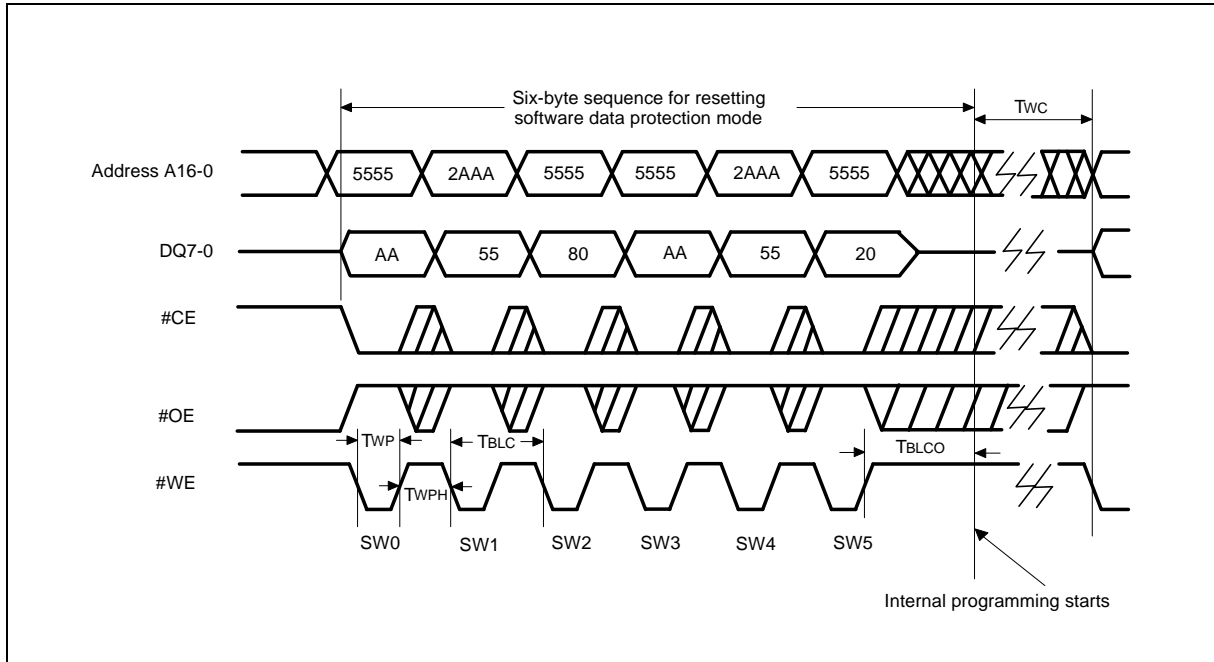 Six-byte sequence for resetting
software data protection mode
TWC
Address A16-0
5555 2AAA 5555 5555 2AAA 5555
DQ7-0
AA 55 80 AA 55 20
#CE
#OE
TWP TBLC TBLCO
#WE
TWPH
SW0 SW1 SW2 SW3 SW4 SW5
Internal programming starts